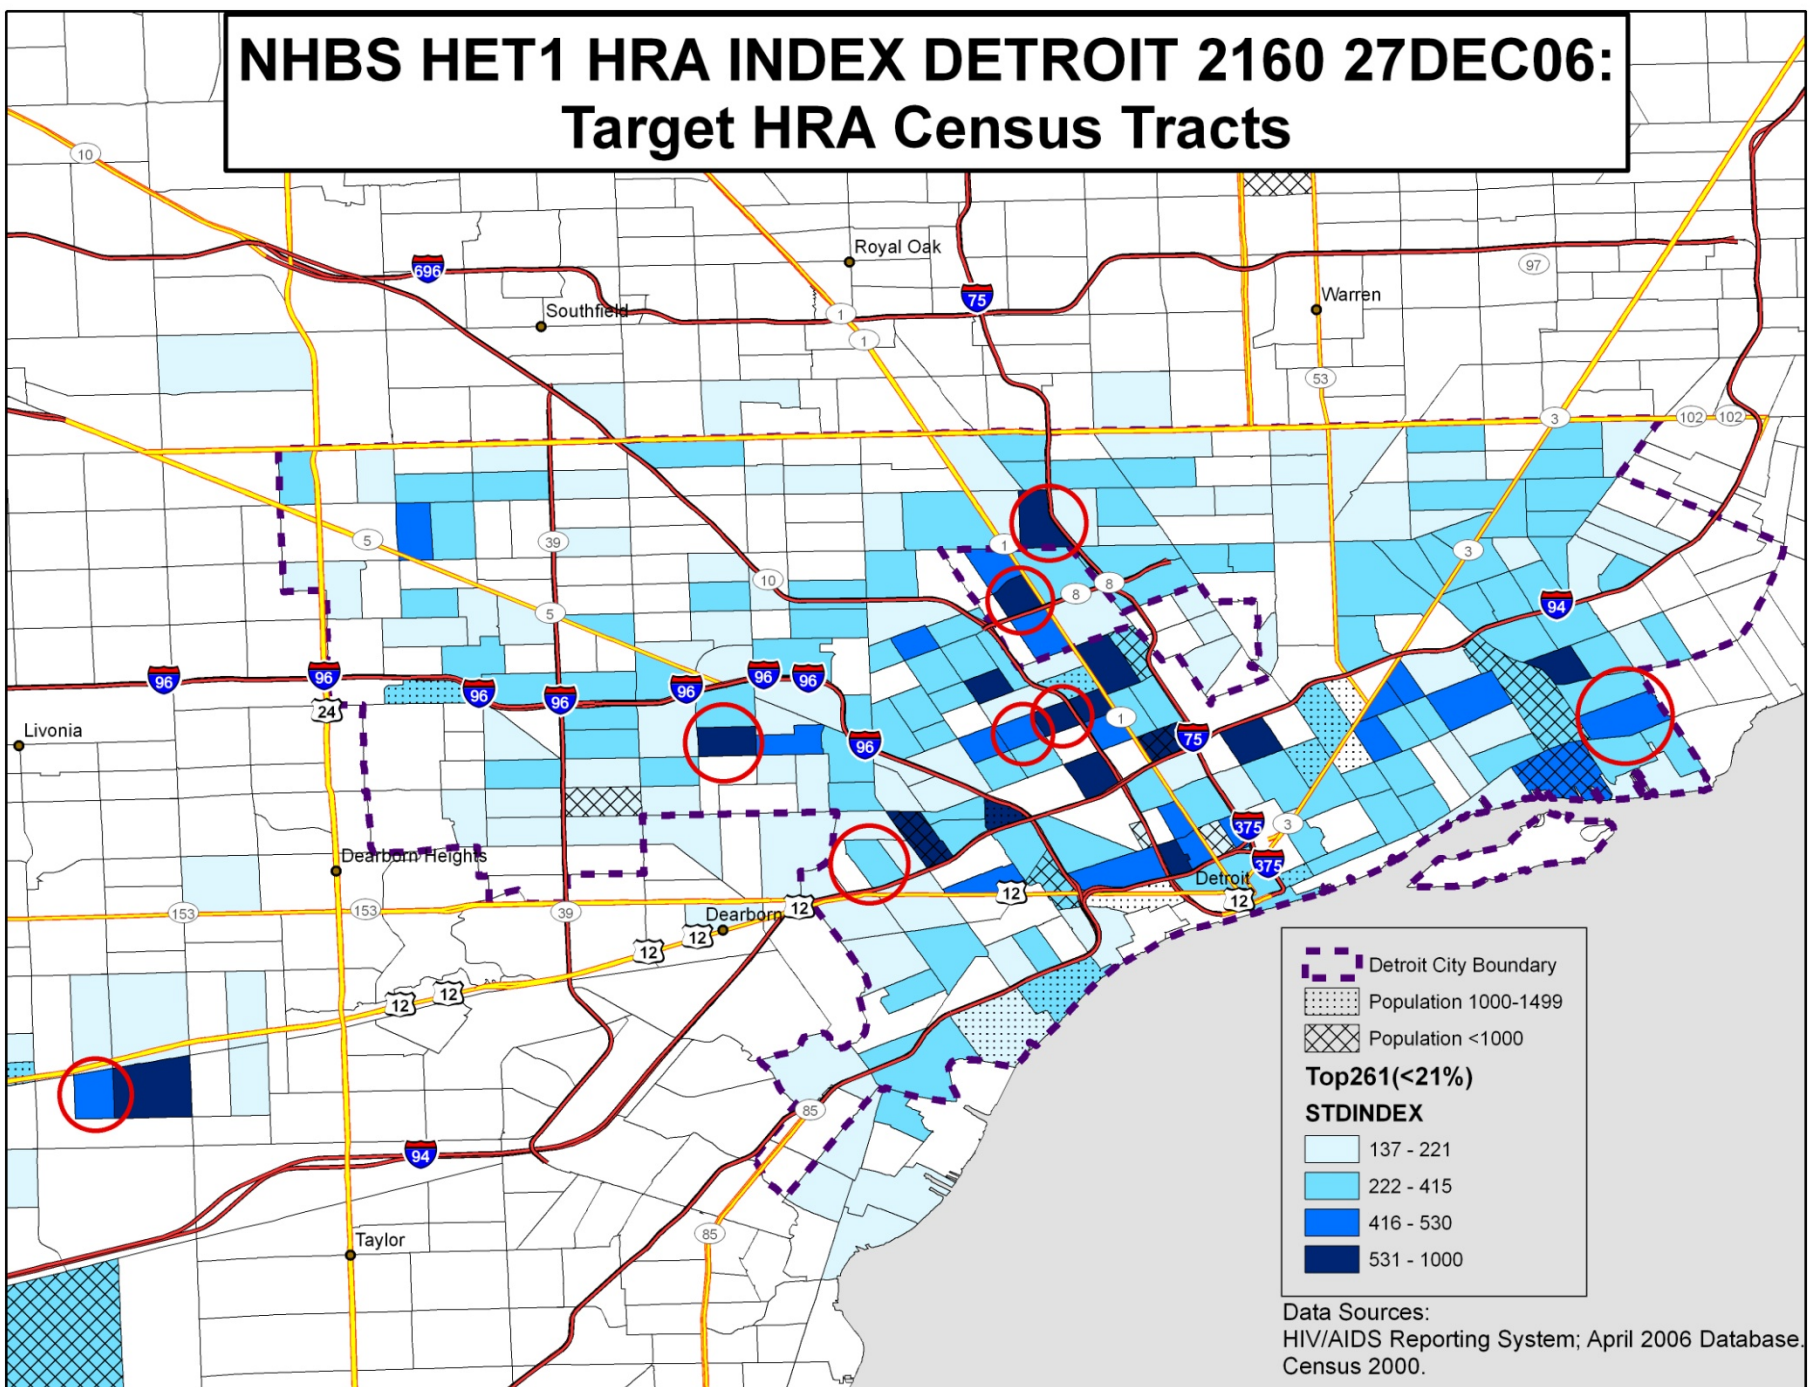 NHBS HET1 HRA INDEX DETROIT 2160 27DEC06:
Target HRA Census Tracts
10
696
Royal Oak
75
97
Southfield
1
Warren
1
53
3
102
102
5
39
1
3
10
8
8
94
5
96
96
96
96
96
96
96
24
Livonia
1
75
96
375
3
Dearborn Heights
375
Detroit
153
153
39
12
12
12
Dearborn
12
12
12
12
85
94
85
Taylor
Detroit City Boundary
Population 1000-1499
Population <1000
Top261(<21%)
STDINDEX
137 - 221
222 - 415
416 - 530
531 - 1000
Data Sources:
HIV/AIDS Reporting System; April 2006 Database.
Census 2000.